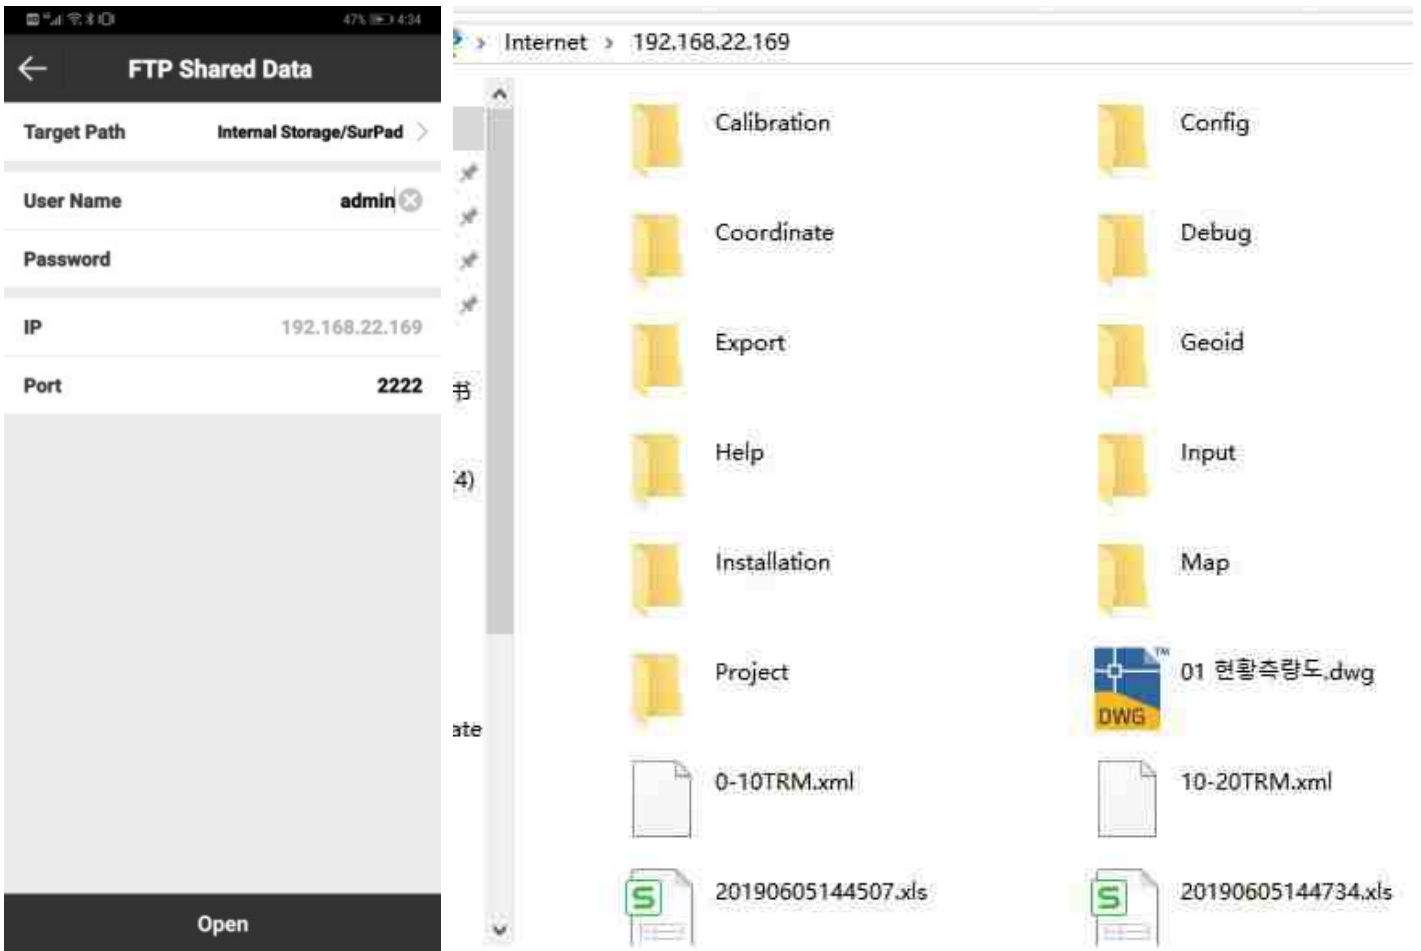 47% 4:34
FTP Shared Data
Target Path Internal Storage/SurPad
User Name admin
Password
IP 192.168.22.169
Port 2222
Open
Internet > 192.168.22.169
书
4)
ate
Calibration Config
Coordinate Debug
Export Geoid
Help Input
Installation Map
Project 01 현황측량도.dwg
DWG
TM
0-10TRM.xml 10-20TRM.xml
S 20190605144507.xls S 20190605144734.xls